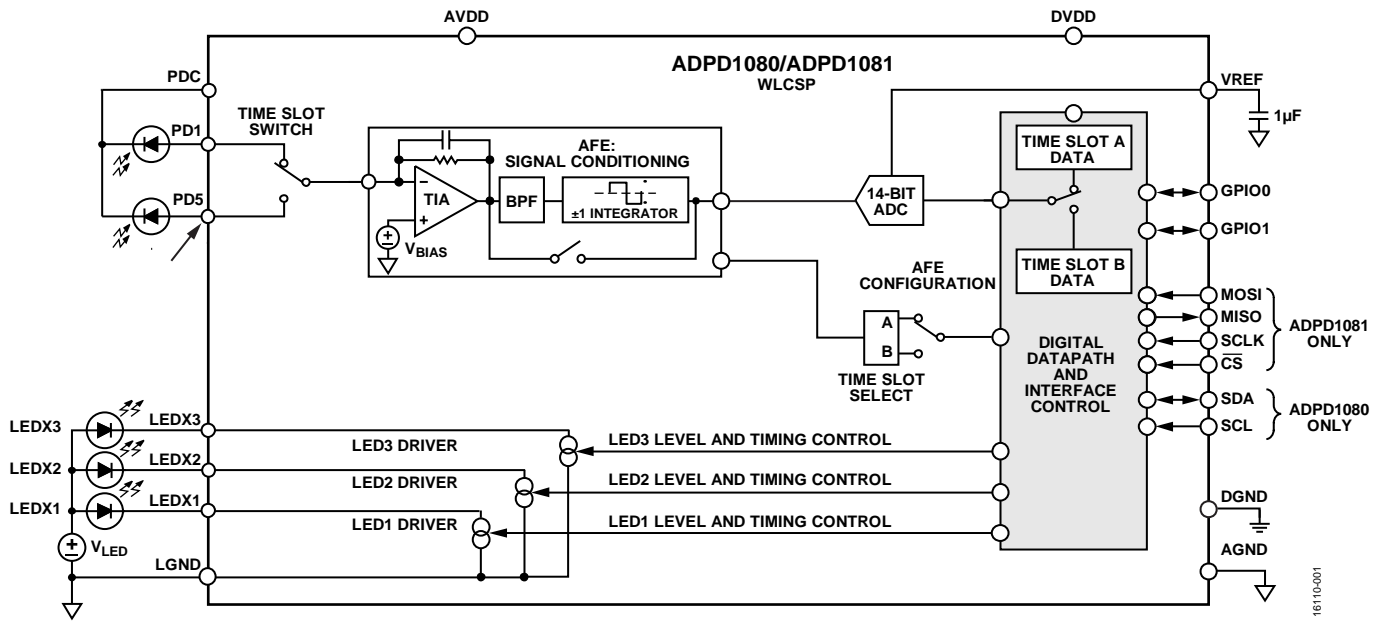 AVDD
DVDD
ADPD1080/ADPD1081
WLCSP
PDC
VREF
1µF
PD1
TIME SLOT
SWITCH
AFE:
SIGNAL CONDITIONING
TIME SLOT A
DATA
PD5
TIA
BPF
±1 INTEGRATOR
14-BIT
ADC
GPIO0
GPIO1
VBIAS
TIME SLOT B
DATA
AFE
CONFIGURATION
MOSI
MISO
SCLK
CS
ADPD1081
ONLY
A
B
TIME SLOT
SELECT
DIGITAL
DATAPATH
AND
INTERFACE
CONTROL
SDA
SCL
ADPD1080
ONLY
LEDX3
LEDX3
LED3 DRIVER
LED3 LEVEL AND TIMING CONTROL
LEDX2
LEDX2
LED2 DRIVER
LED2 LEVEL AND TIMING CONTROL
LEDX1
LEDX1
LED1 DRIVER
LED1 LEVEL AND TIMING CONTROL
DGND
VLED
LGND
AGND
16110-001